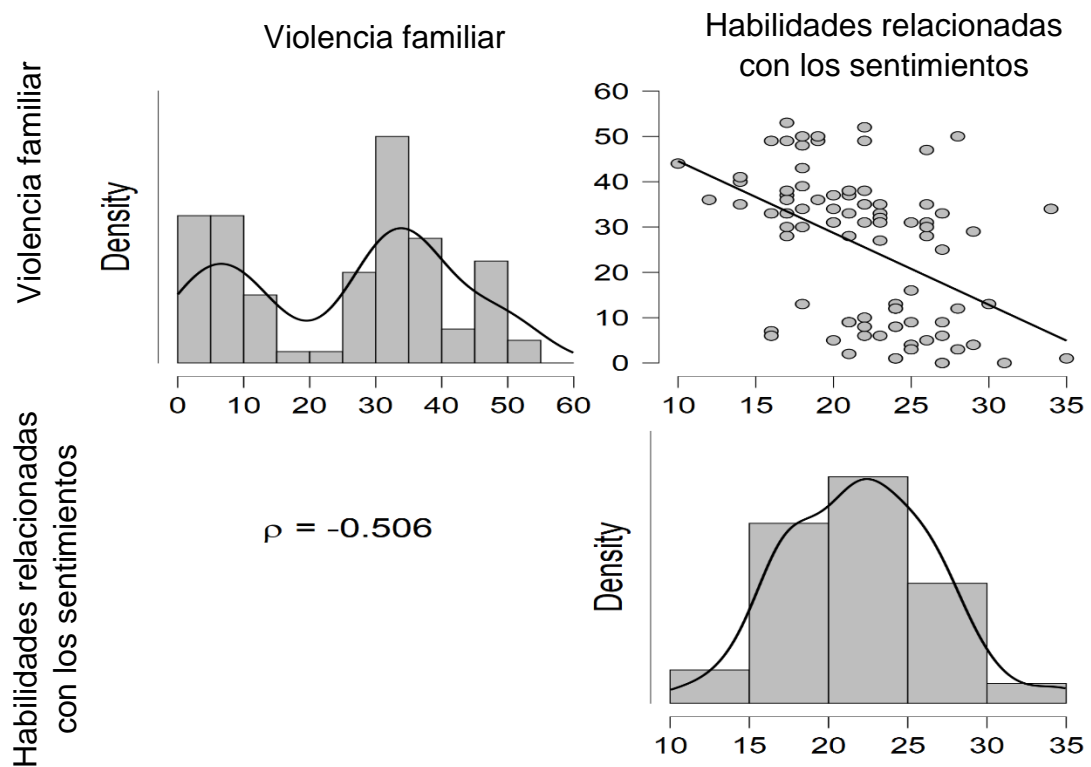 Violencia familiar
Habilidades relacionadas
con los sentimientos
Violencia familiar
Density
0 10 20 30 40 50 60
60
50
40
30
20
10
0
10 15 20 25 30 35
Habilidades relacionadas
con los sentimientos
ρ = -0.506
Density
10 15 20 25 30 35